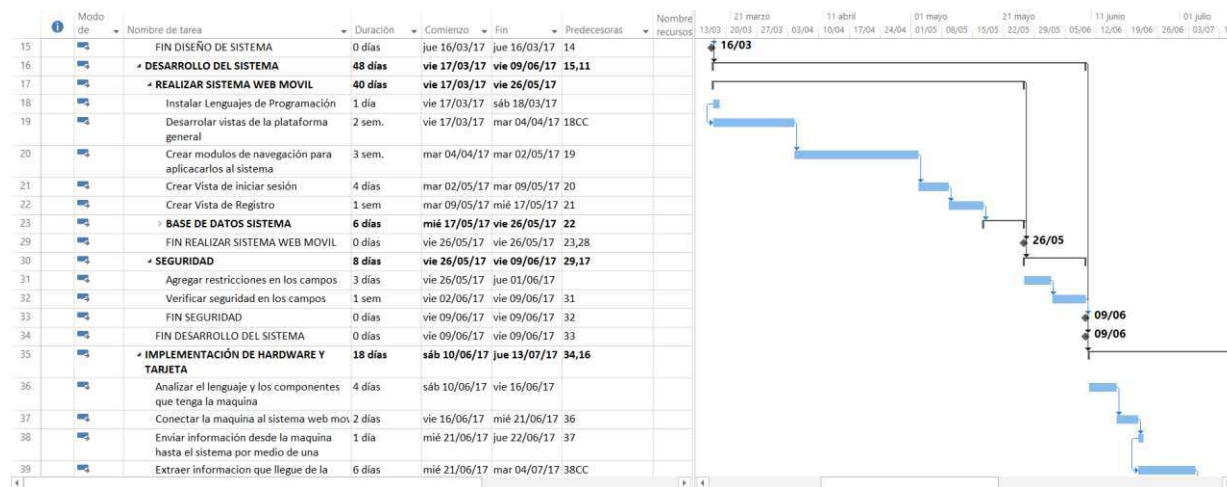 Modo de Nombre de tarea Duración Comienzo Fin Predecesoras Nombre recursos
21 marzo 11 abril 01 mayo 21 mayo 11 junio 01 julio
13/03 20/03 27/03 03/04 10/04 17/04 24/04 01/05 08/05 15/05 22/05 29/05 05/06 12/06 19/06 26/06 03/07
15 FIN DISEÑO DE SISTEMA 0 días jue 16/03/17 jue 16/03/17 14 16/03
16 DESARROLLO DEL SISTEMA 48 días vie 17/03/17 vie 09/06/17 15,11
17 REALIZAR SISTEMA WEB MOVIL 40 días vie 17/03/17 vie 26/05/17
18 Instalar Lenguajes de Programación 1 día vie 17/03/17 sáb 18/03/17
19 Desarrolar vistas de la plataforma general 2 sem. vie 17/03/17 mar 04/04/17 18CC
20 Crear modulos de navegación para aplicacarlos al sistema 3 sem. mar 04/04/17 mar 02/05/17 19
21 Crear Vista de iniciar sesión 4 días mar 02/05/17 mar 09/05/17 20
22 Crear Vista de Registro 1 sem mar 09/05/17 mié 17/05/17 21
23 BASE DE DATOS SISTEMA 6 días mié 17/05/17 vie 26/05/17 22
29 FIN REALIZAR SISTEMA WEB MOVIL 0 días vie 26/05/17 vie 26/05/17 23,28 26/05
30 SEGURIDAD 8 días vie 26/05/17 vie 09/06/17 29,17
31 Agregar restricciones en los campos 3 días vie 26/05/17 jue 01/06/17
32 Verificar seguridad en los campos 1 sem vie 02/06/17 vie 09/06/17 31
33 FIN SEGURIDAD 0 días vie 09/06/17 vie 09/06/17 32 09/06
34 FIN DESARROLLO DEL SISTEMA 0 días vie 09/06/17 vie 09/06/17 33 09/06
35 IMPLEMENTACIÓN DE HARDWARE Y TARJETA 18 días sáb 10/06/17 jue 13/07/17 34,16
36 Analizar el lenguaje y los componentes que tenga la maquina 4 días sáb 10/06/17 vie 16/06/17
37 Conectar la maquina al sistema web mov 2 días vie 16/06/17 mié 21/06/17 36
38 Enviar información desde la maquina hasta el sistema por medio de una 1 día mié 21/06/17 jue 22/06/17 37
39 Extraer informacion que llegue de la 6 días mié 21/06/17 mar 04/07/17 38CC